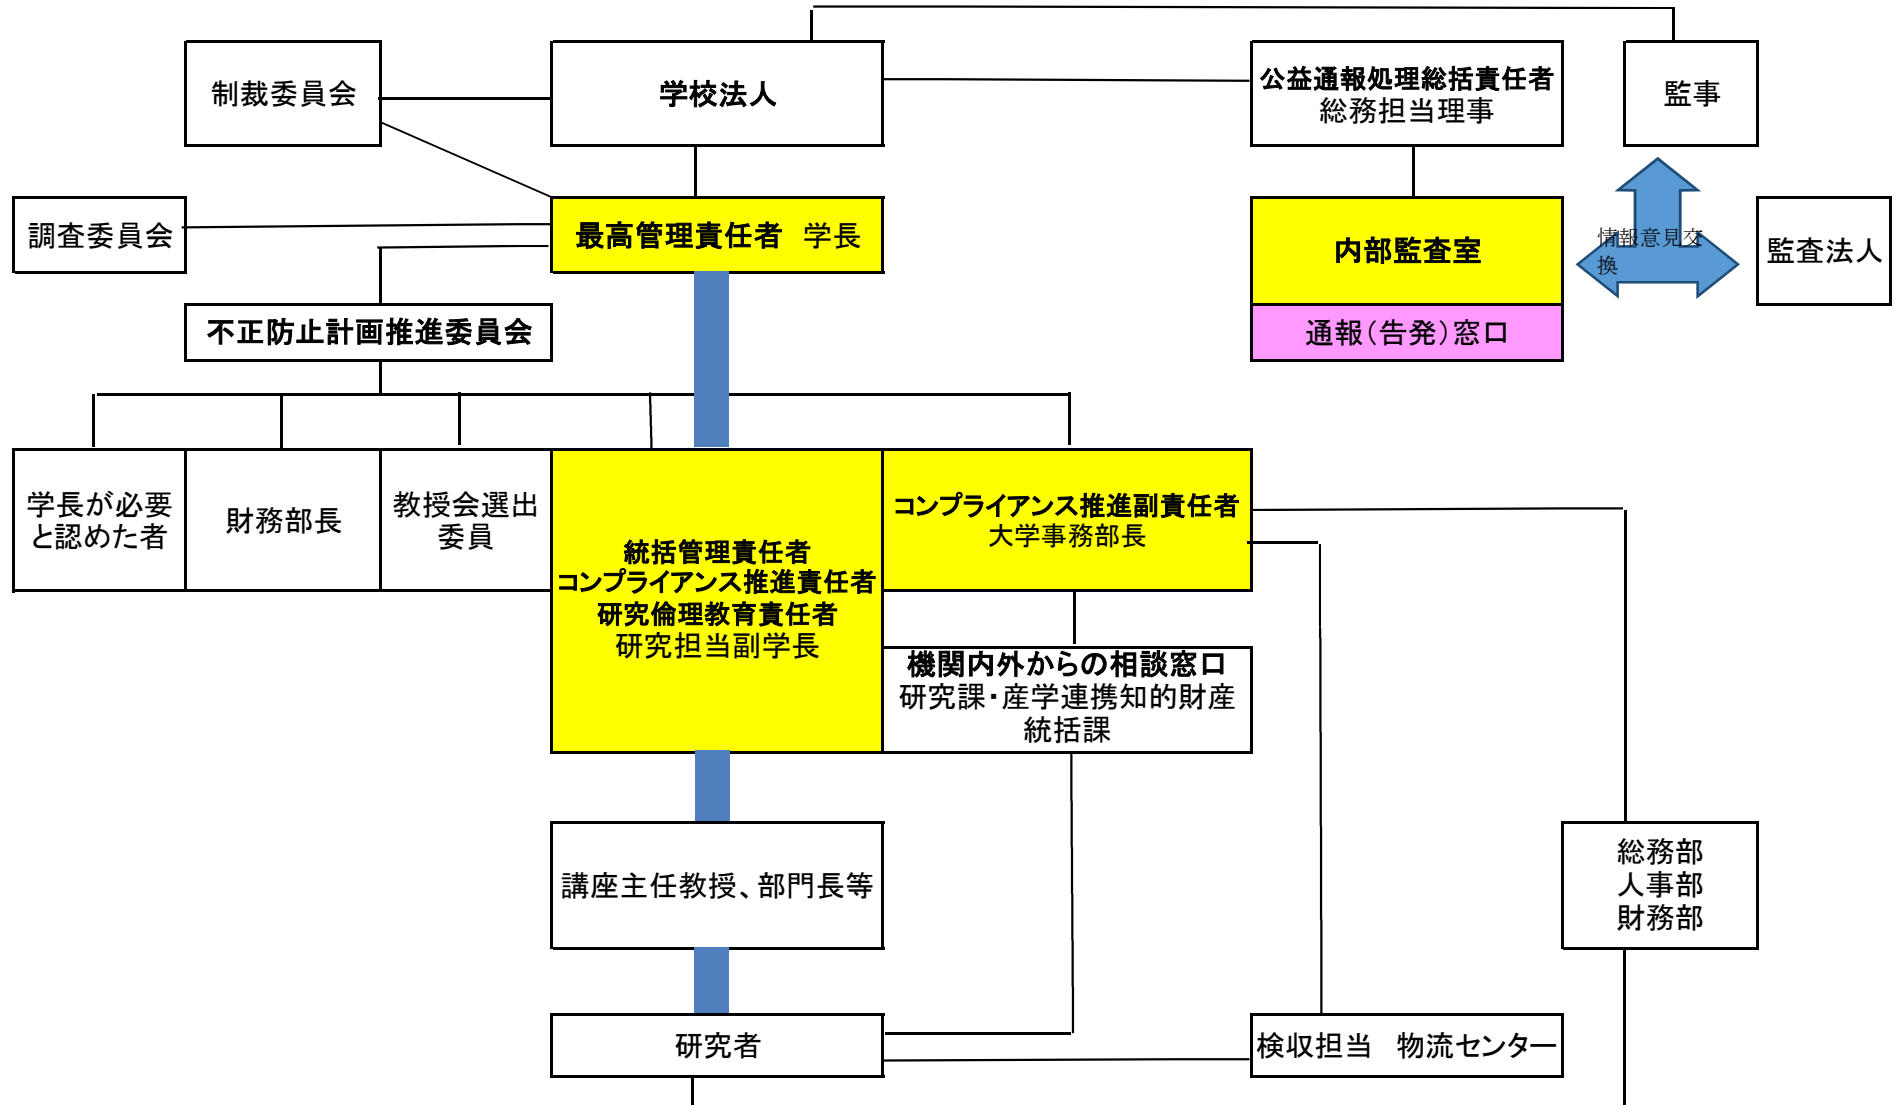 制裁委員会
学校法人
公益通報処理総括責任者
総務担当理事
監事
調査委員会
最高管理責任者　学長
内部監査室
情報意見交
換
監査法人
不正防止計画推進委員会
通報（告発）窓口
学長が必要
と認めた者
財務部長
教授会選出
委員
統括管理責任者
コンプライアンス推進責任者
研究倫理教育責任者
研究担当副学長
コンプライアンス推進副責任者
大学事務部長
機関内外からの相談窓口
研究課・産学連携知的財産
統括課
講座主任教授、部門長等
総務部
人事部
財務部
研究者
検収担当　物流センター